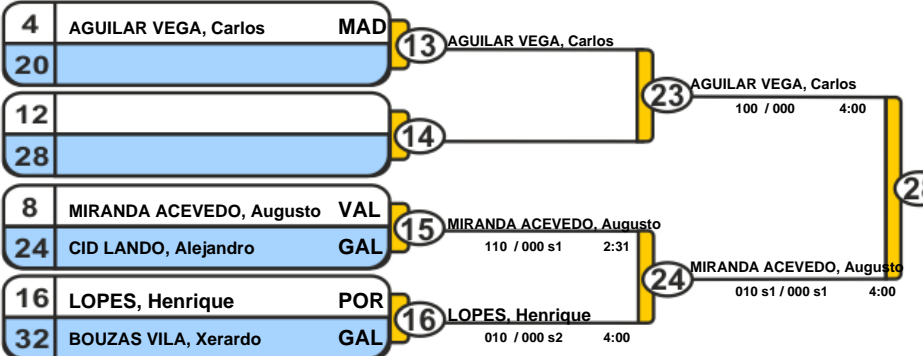 4 AGUILAR VEGA, Carlos MAD
20
13 AGUILAR VEGA, Carlos
12
28
14
23 AGUILAR VEGA, Carlos
100 / 000 4:00
8 MIRANDA ACEVEDO, Augusto VAL
24 CID LANDO, Alejandro GAL
15 MIRANDA ACEVEDO, Augusto
110 / 000 s1 2:31
16 LOPES, Henrique POR
32 BOUZAS VILA, Xerardo GAL
16 LOPES, Henrique
010 / 000 s2 4:00
24 MIRANDA ACEVEDO, Augusto
010 s1 / 000 s1 4:00